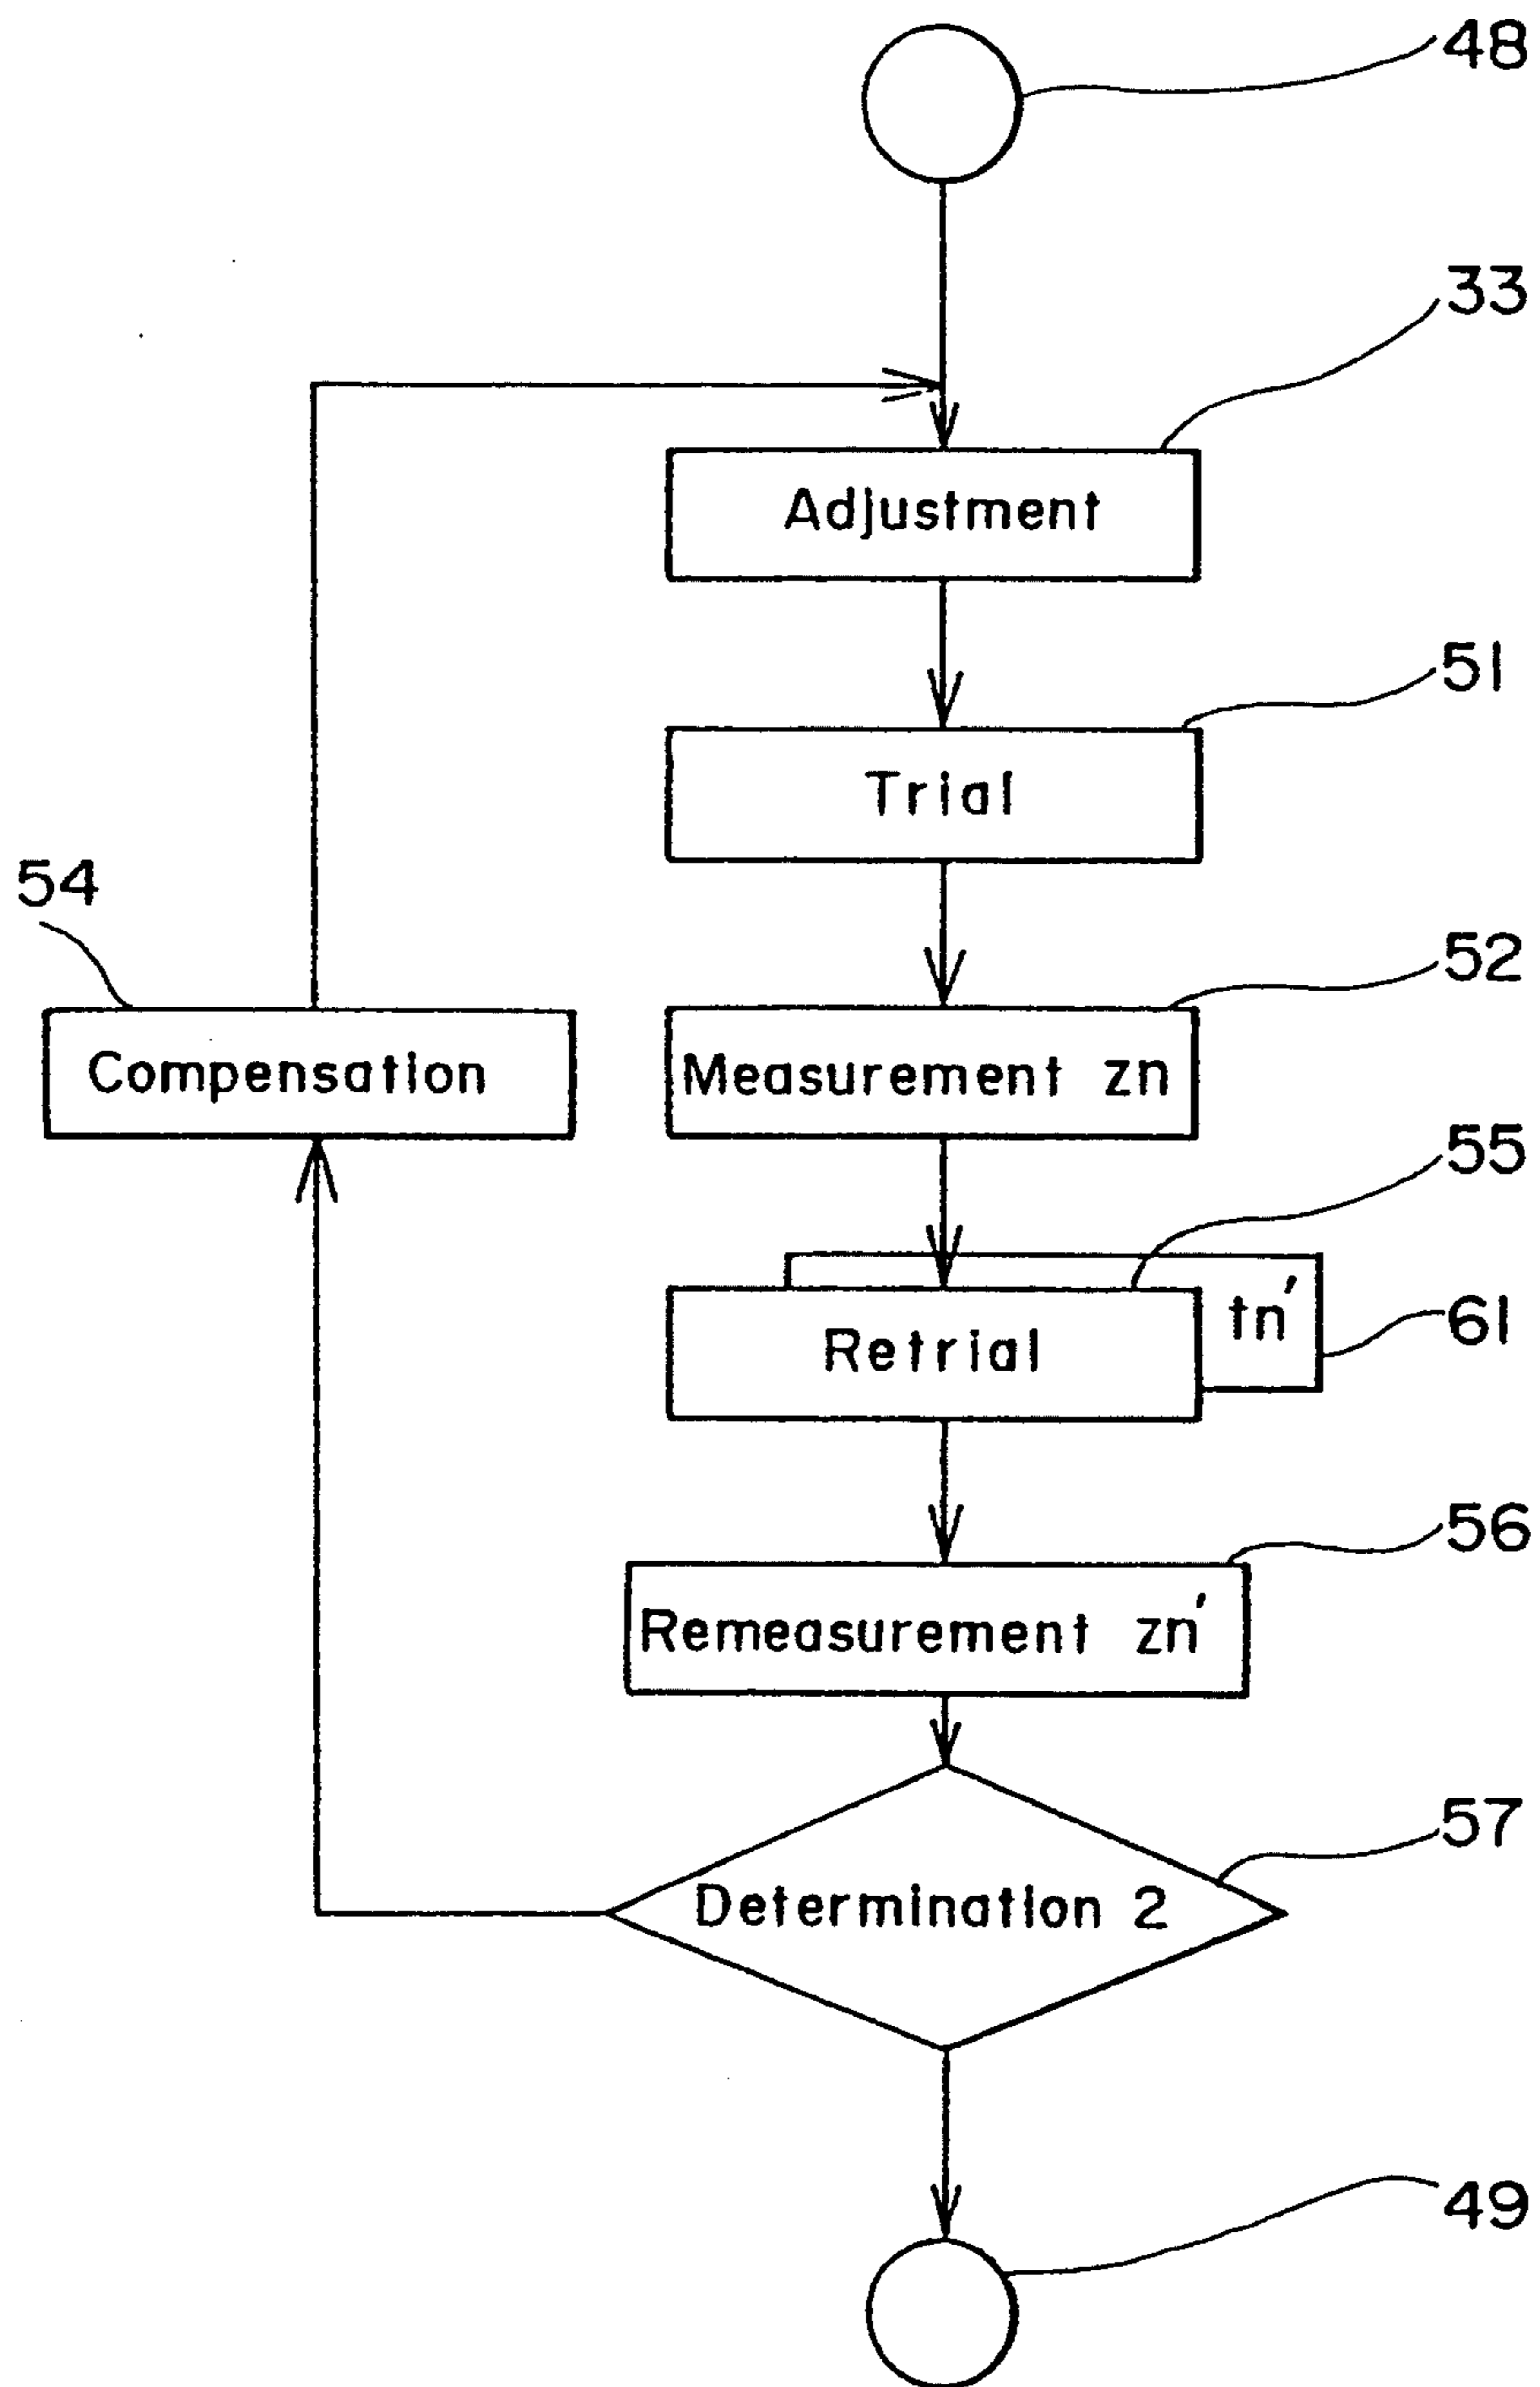 48
33
Adjustment
51
Trial
54
52
Compensation
Measurement zn
55
tn'
61
Retrial
56
Remeasurement zn'
57
Determination 2
49